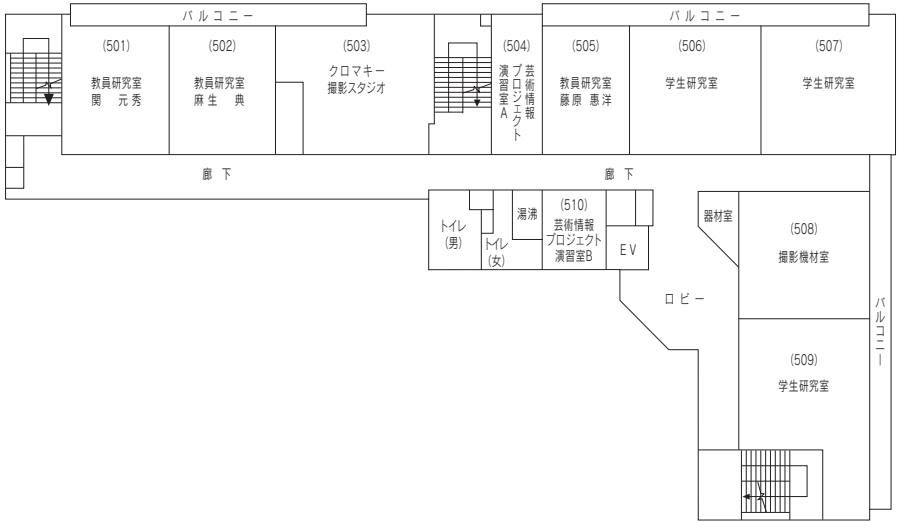 バルコニー
バルコニー
(501)
教員研究室
関 元秀
(502)
教員研究室
麻生 典
(503)
クロマキー
撮影スタジオ
(504)
芸術情報
プロジェクト
演習室A
(505)
教員研究室
藤原 惠洋
(506)
学生研究室
(507)
学生研究室
廊下
廊下
トイレ
(男)
トイレ
(女)
湯沸
(510)
芸術情報
プロジェクト
演習室B
EV
器材室
(508)
撮影機材室
ロビー
バルコニー
(509)
学生研究室